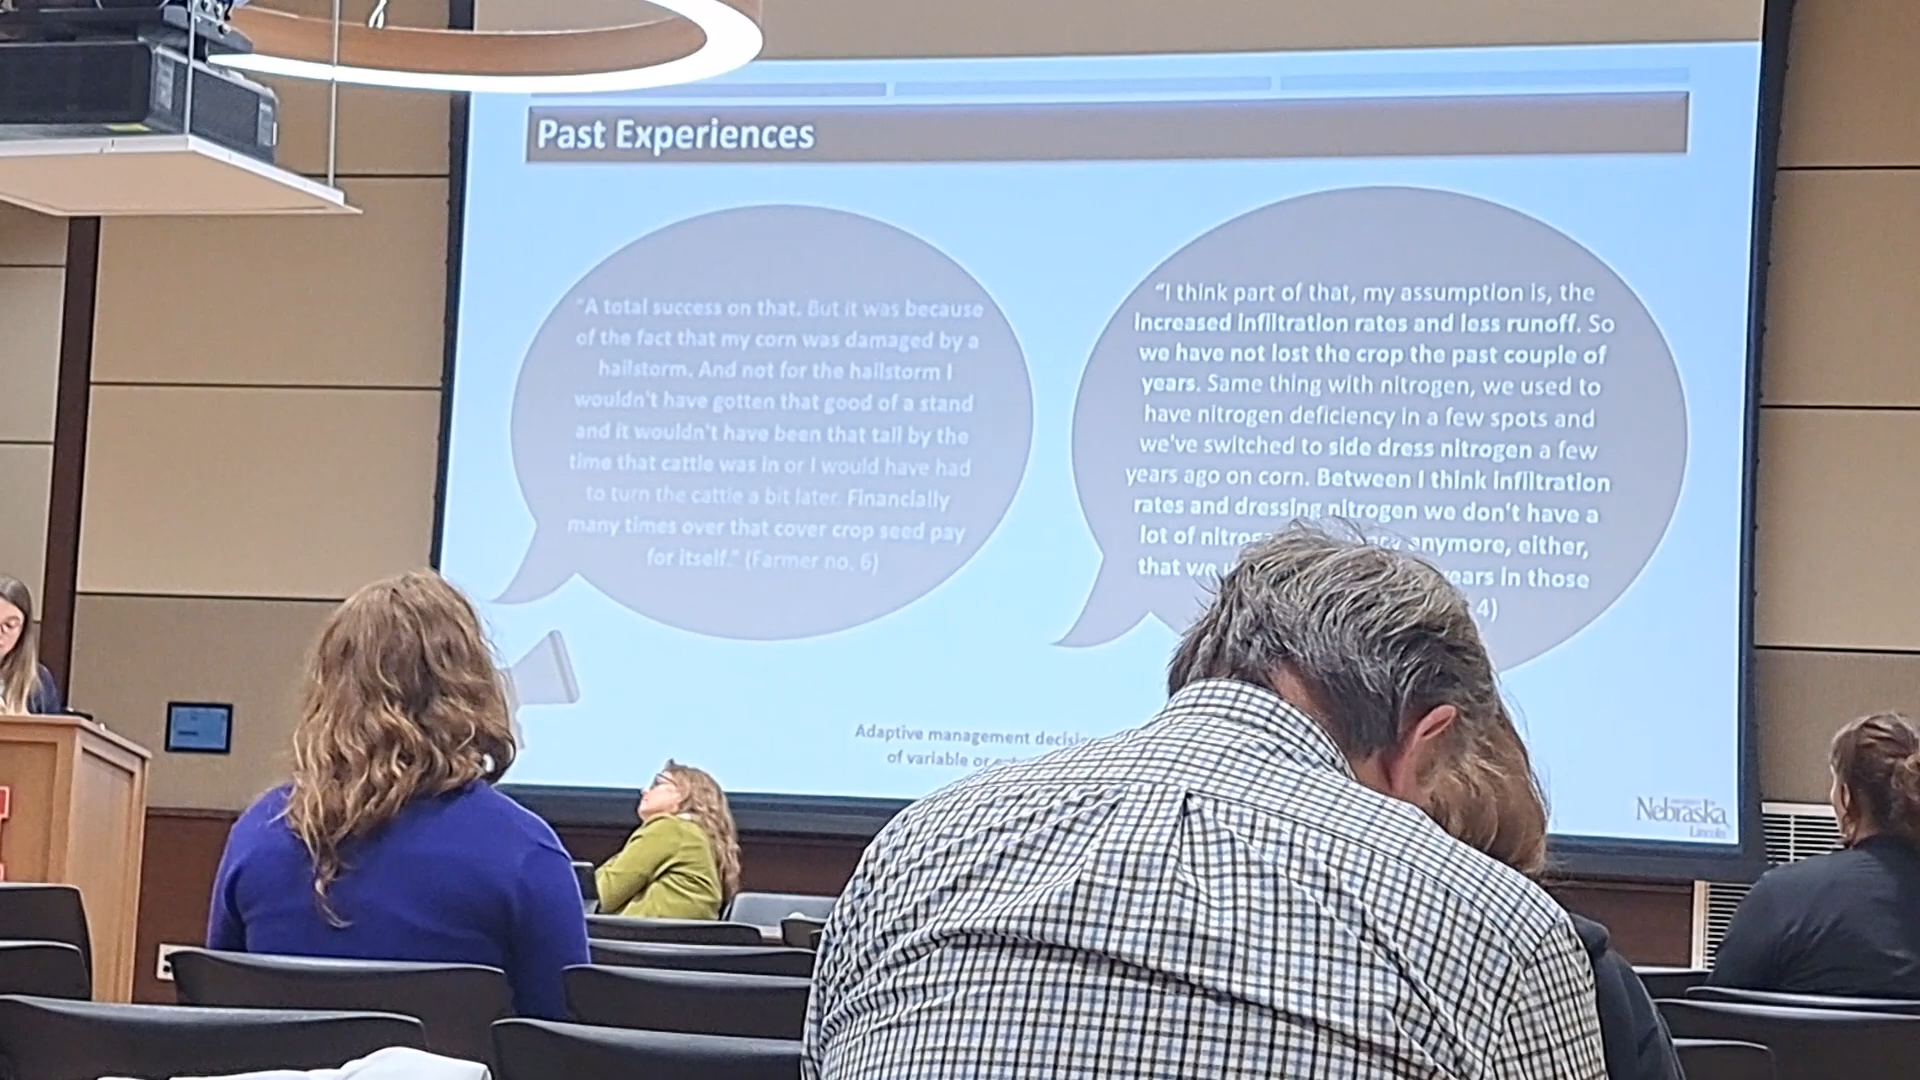 Past Experiences
"A total success on that. But it was because
of the fact that my corn was damaged by a
hailstorm. And not for the hailstorm I
wouldn't have gotten that good of a stand
and it wouldn't have been that tall by the
time that cattle was in or I would have had
to turn the cattle a bit later. Financially
many times over that cover crop seed pay
for itself." (Farmer no. 6)
"I think part of that, my assumption is, the
increased infiltration rates and less runoff. So
we have not lost the crop the past couple of
years. Same thing with nitrogen, we used to
have nitrogen deficiency in a few spots and
we've switched to side dress nitrogen a few
years ago on corn. Between I think infiltration
rates and dressing nitrogen we don't have a
lot of anymore, either,
that we in those
4)
Adaptive management
of variable or
Nebraska
Lincoln